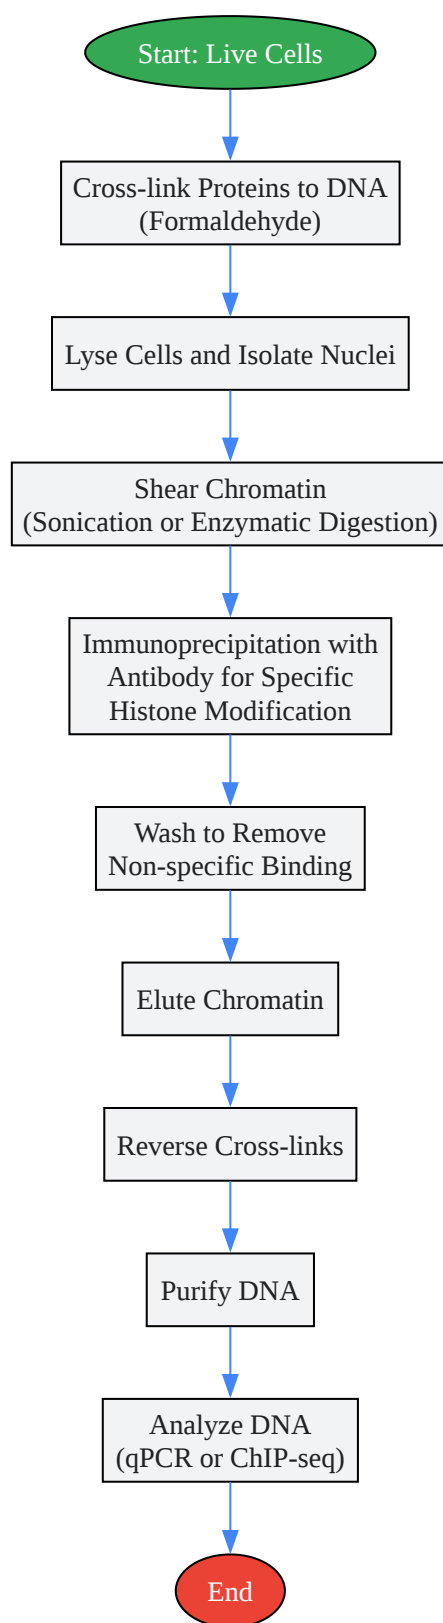 Start: Live Cells
Cross-link Proteins to DNA
(Formaldehyde)
Lyse Cells and Isolate Nuclei
Shear Chromatin
(Sonication or Enzymatic Digestion)
Immunoprecipitation with
Antibody for Specific
Histone Modification
Wash to Remove
Non-specific Binding
Elute Chromatin
Reverse Cross-links
Purify DNA
Analyze DNA
(qPCR or ChIP-seq)
End